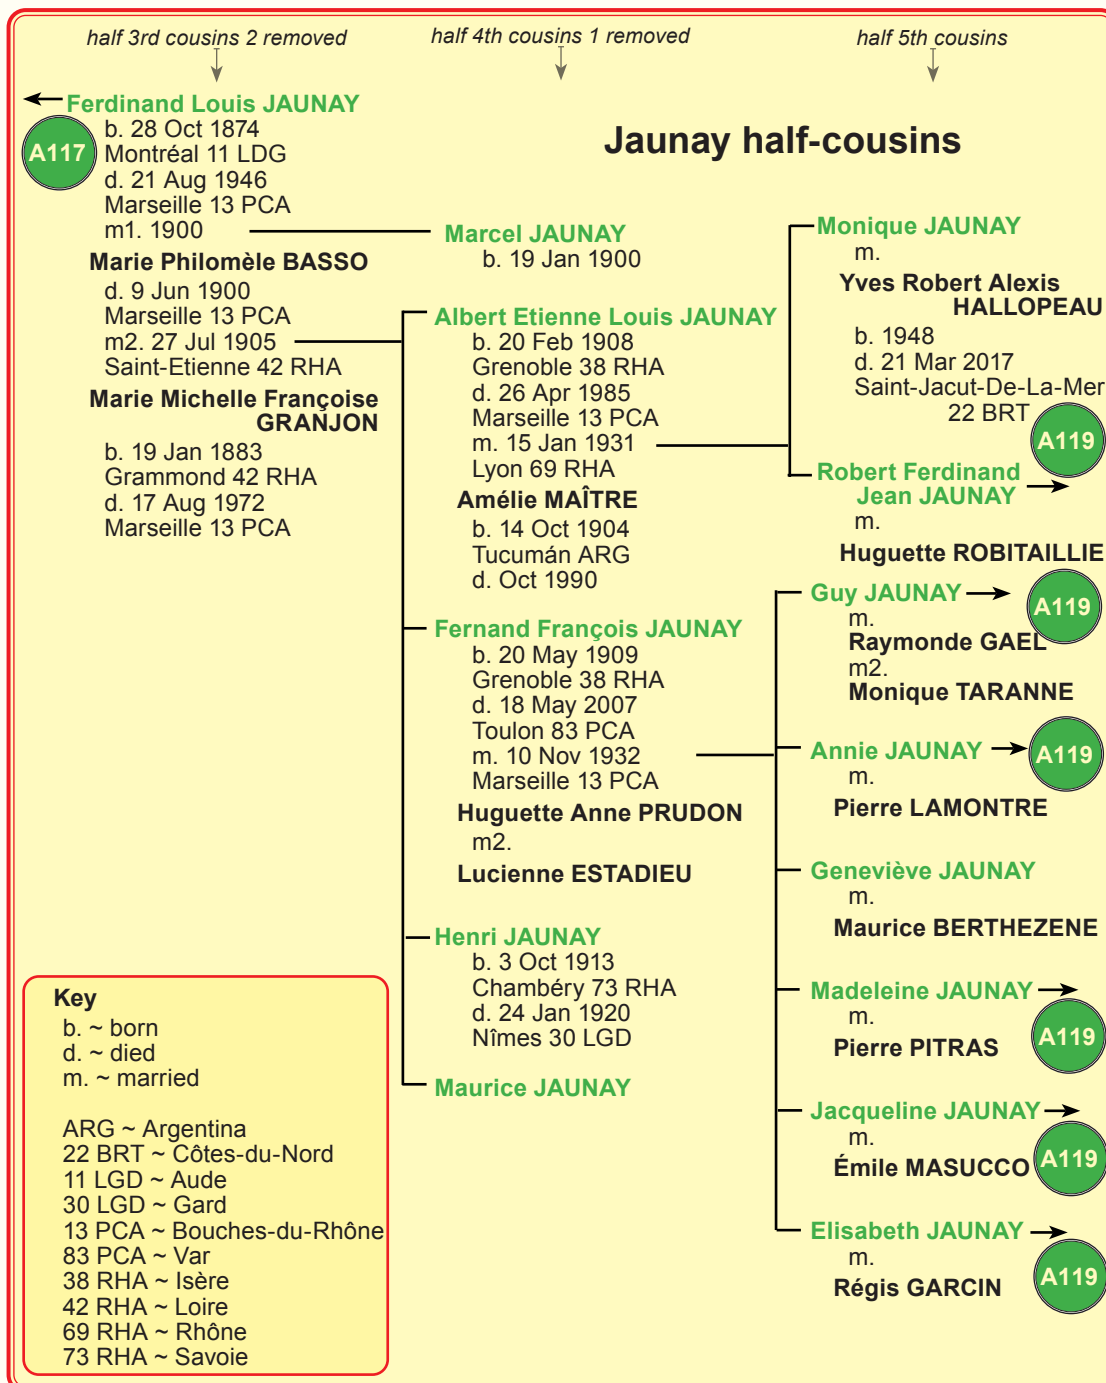 half 3rd cousins 2 removed
half 4th cousins 1 removed
half 5th cousins
Jaunay half-cousins
Ferdinand Louis JAUNAY
A117
b. 28 Oct 1874
Montréal 11 LDG
d. 21 Aug 1946
Marseille 13 PCA
m1. 1900
Marie Philomèle BASSO
d. 9 Jun 1900
Marseille 13 PCA
m2. 27 Jul 1905
Saint-Etienne 42 RHA
Marie Michelle Françoise
GRANJON
b. 19 Jan 1883
Grammond 42 RHA
d. 17 Aug 1972
Marseille 13 PCA
Marcel JAUNAY
b. 19 Jan 1900
Albert Etienne Louis JAUNAY
b. 20 Feb 1908
Grenoble 38 RHA
d. 26 Apr 1985
Marseille 13 PCA
m. 15 Jan 1931
Lyon 69 RHA
Amélie MAÎTRE
b. 14 Oct 1904
Tucumán ARG
d. Oct 1990
Fernand François JAUNAY
b. 20 May 1909
Grenoble 38 RHA
d. 18 May 2007
Toulon 83 PCA
m. 10 Nov 1932
Marseille 13 PCA
Huguette Anne PRUDON
m2.
Lucienne ESTADIEU
Henri JAUNAY
b. 3 Oct 1913
Chambéry 73 RHA
d. 24 Jan 1920
Nîmes 30 LGD
Maurice JAUNAY
Monique JAUNAY
m.
Yves Robert Alexis
HALLOPEAU
b. 1948
d. 21 Mar 2017
Saint-Jacut-De-La-Mer
22 BRT
A119
Robert Ferdinand
Jean JAUNAY
m.
Huguette ROBITAILLIE
Guy JAUNAY
A119
m.
Raymonde GAEL
m2.
Monique TARANNE
Annie JAUNAY
A119
m.
Pierre LAMONTRE
Geneviève JAUNAY
m.
Maurice BERTHEZENE
Madeleine JAUNAY
m.
Pierre PITRAS
A119
Jacqueline JAUNAY
m.
Émile MASUCCO
A119
Elisabeth JAUNAY
m.
Régis GARCIN
A119
Key
b. ~ born
d. ~ died
m. ~ married
ARG ~ Argentina
22 BRT ~ Côtes-du-Nord
11 LGD ~ Aude
30 LGD ~ Gard
13 PCA ~ Bouches-du-Rhône
83 PCA ~ Var
38 RHA ~ Isère
42 RHA ~ Loire
69 RHA ~ Rhône
73 RHA ~ Savoie